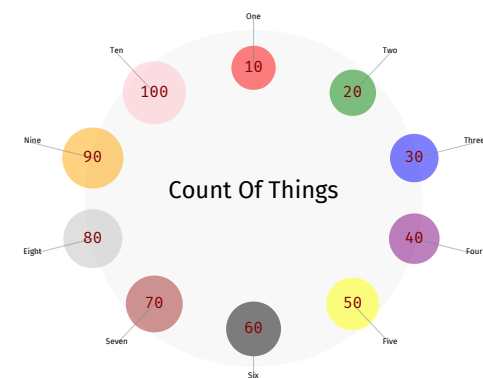 One
10
Two
20
Three
30
Four
40
Five
50
Six
60
Seven
70
Eight
80
Nine
90
Ten
100
Count Of Things